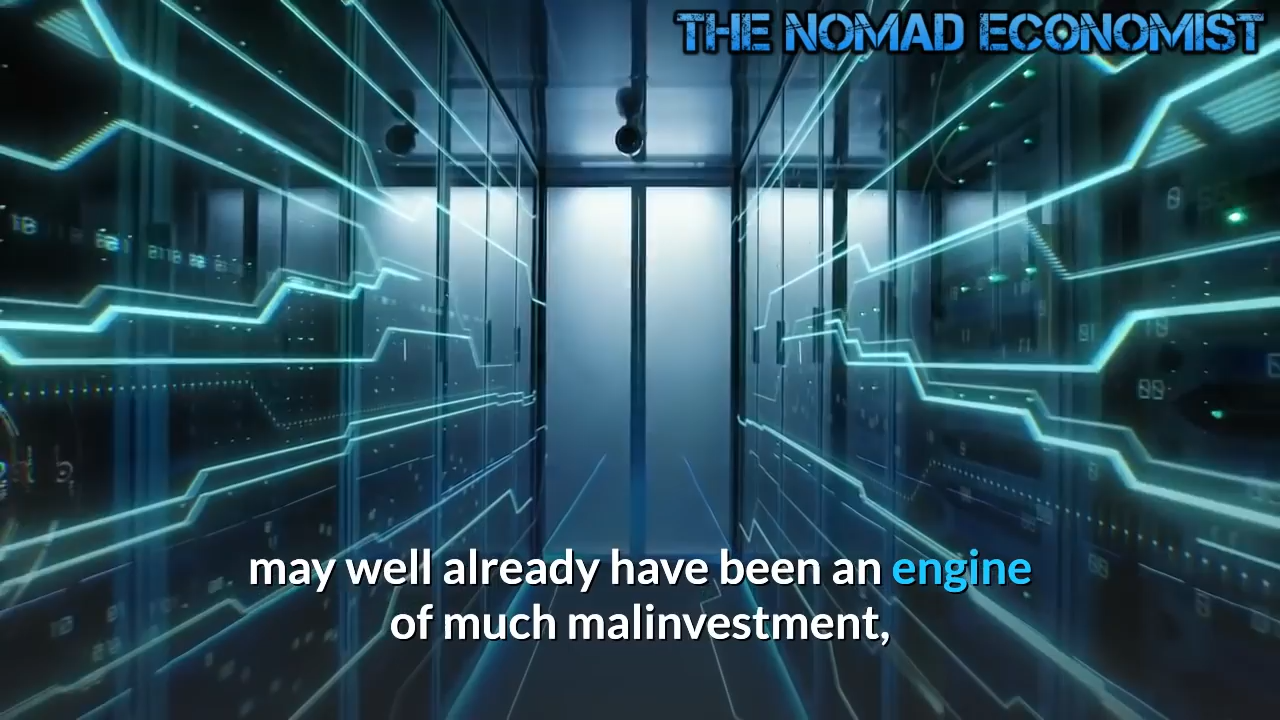 THE NOMAD ECONOMIST
may well already have been an engine
of much malinvestment,